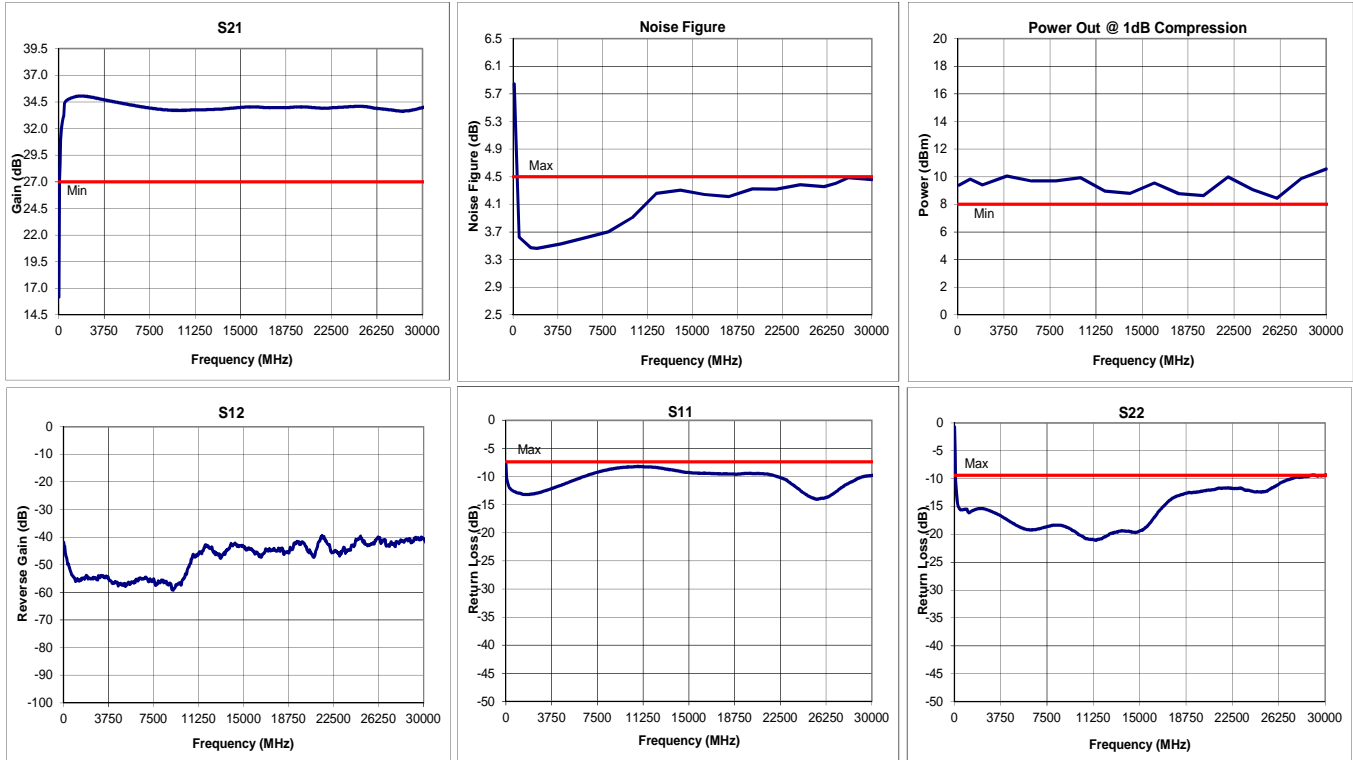 S21
39.5
37.0
34.5
32.0
29.5
27.0
24.5
22.0
19.5
17.0
14.5
Gain (dB)
Min
0 3750 7500 11250 15000 18750 22500 26250 30000
Frequency (MHz)
Noise Figure
6.5
6.1
5.7
5.3
4.9
4.5
4.1
3.7
3.3
2.9
2.5
Noise Figure (dB)
Max
0 3750 7500 11250 15000 18750 22500 26250 30000
Frequency (MHz)
Power Out @ 1dB Compression
20
18
16
14
12
10
8
6
4
2
0
Power (dBm)
Min
0 3750 7500 11250 15000 18750 22500 26250 30000
Frequency (MHz)
S12
0
-10
-20
-30
-40
-50
-60
-70
-80
-90
-100
Reverse Gain (dB)
0 3750 7500 11250 15000 18750 22500 26250 30000
Frequency (MHz)
S11
0
-5
-10
-15
-20
-25
-30
-35
-40
-45
-50
Return Loss (dB)
Max
0 3750 7500 11250 15000 18750 22500 26250 30000
Frequency (MHz)
S22
0
-5
-10
-15
-20
-25
-30
-35
-40
-45
-50
Return Loss (dB)
Max
0 3750 7500 11250 15000 18750 22500 26250 30000
Frequency (MHz)